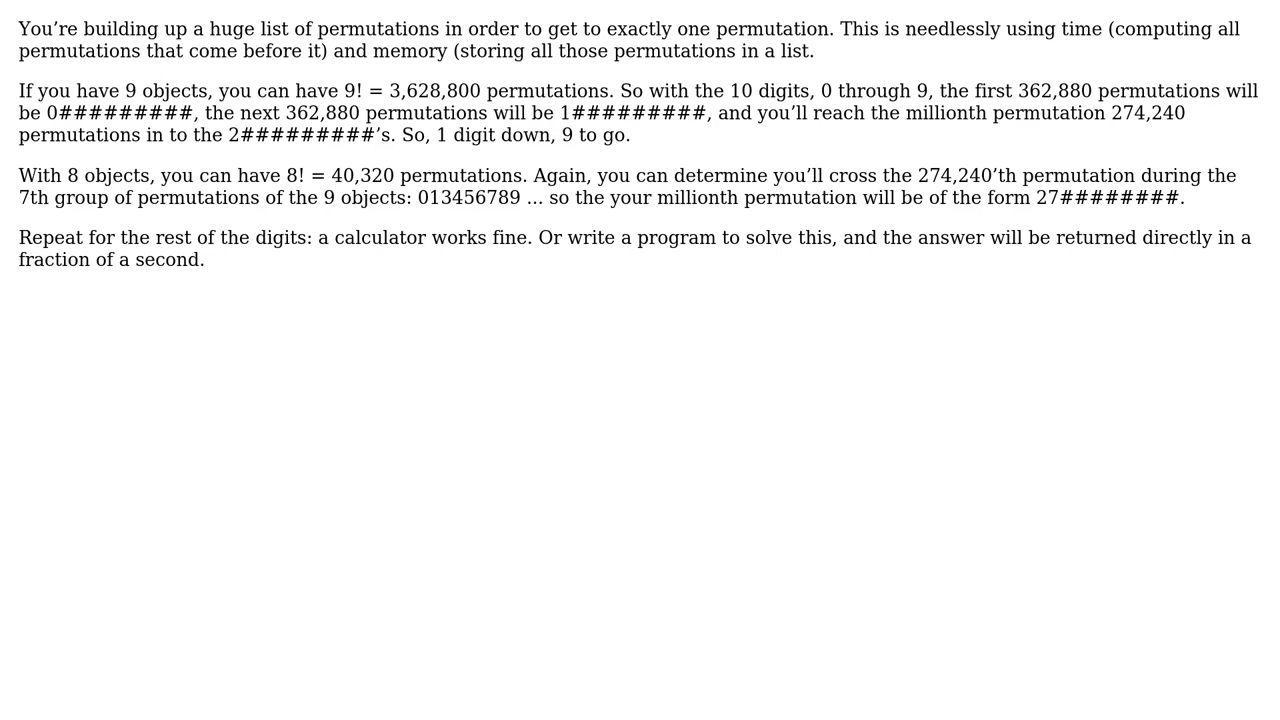 You’re building up a huge list of permutations in order to get to exactly one permutation. This is needlessly using time (computing all
permutations that come before it) and memory (storing all those permutations in a list.
If you have 9 objects, you can have 9! = 3,628,800 permutations. So with the 10 digits, 0 through 9, the first 362,880 permutations will
be 0#########, the next 362,880 permutations will be 1#########, and you’ll reach the millionth permutation 274,240
permutations in to the 2#########’s. So, 1 digit down, 9 to go.
With 8 objects, you can have 8! = 40,320 permutations. Again, you can determine you’ll cross the 274,240’th permutation during the
7th group of permutations of the 9 objects: 013456789 ... so the your millionth permutation will be of the form 27########.
Repeat for the rest of the digits: a calculator works fine. Or write a program to solve this, and the answer will be returned directly in a
fraction of a second.